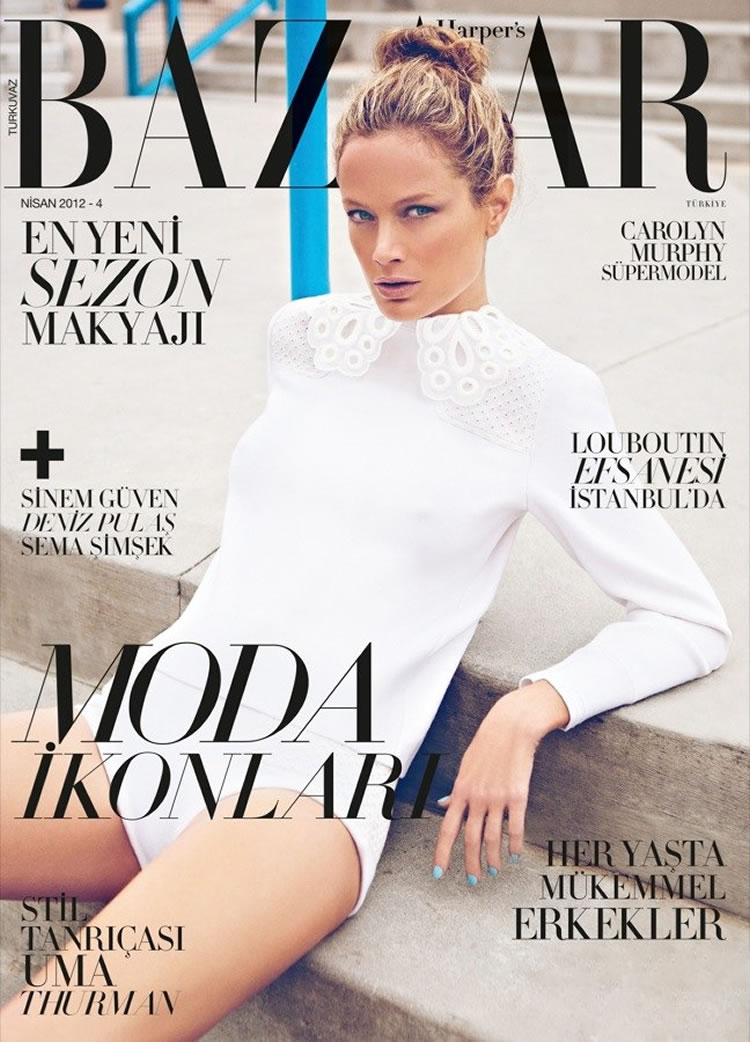 Harper's
BAZAAR
TURKUVAZ
NİSAN 2012 - 4
TÜRKİYE
EN YENİ
SEZON
MAKYAJI
CAROLYN
MURPHY
SÜPERMODEL
+
SİNEM GÜVEN
DENİZ PULAŞ
SEMA ŞİMŞEK
LOUBOUTIN
EFSANESİ
İSTANBUL'DA
MODA
İKONLARI
HER YAŞTA
MÜKEMMEL
ERKEKLER
STİL
TANRIÇASI
UMA
THURMAN